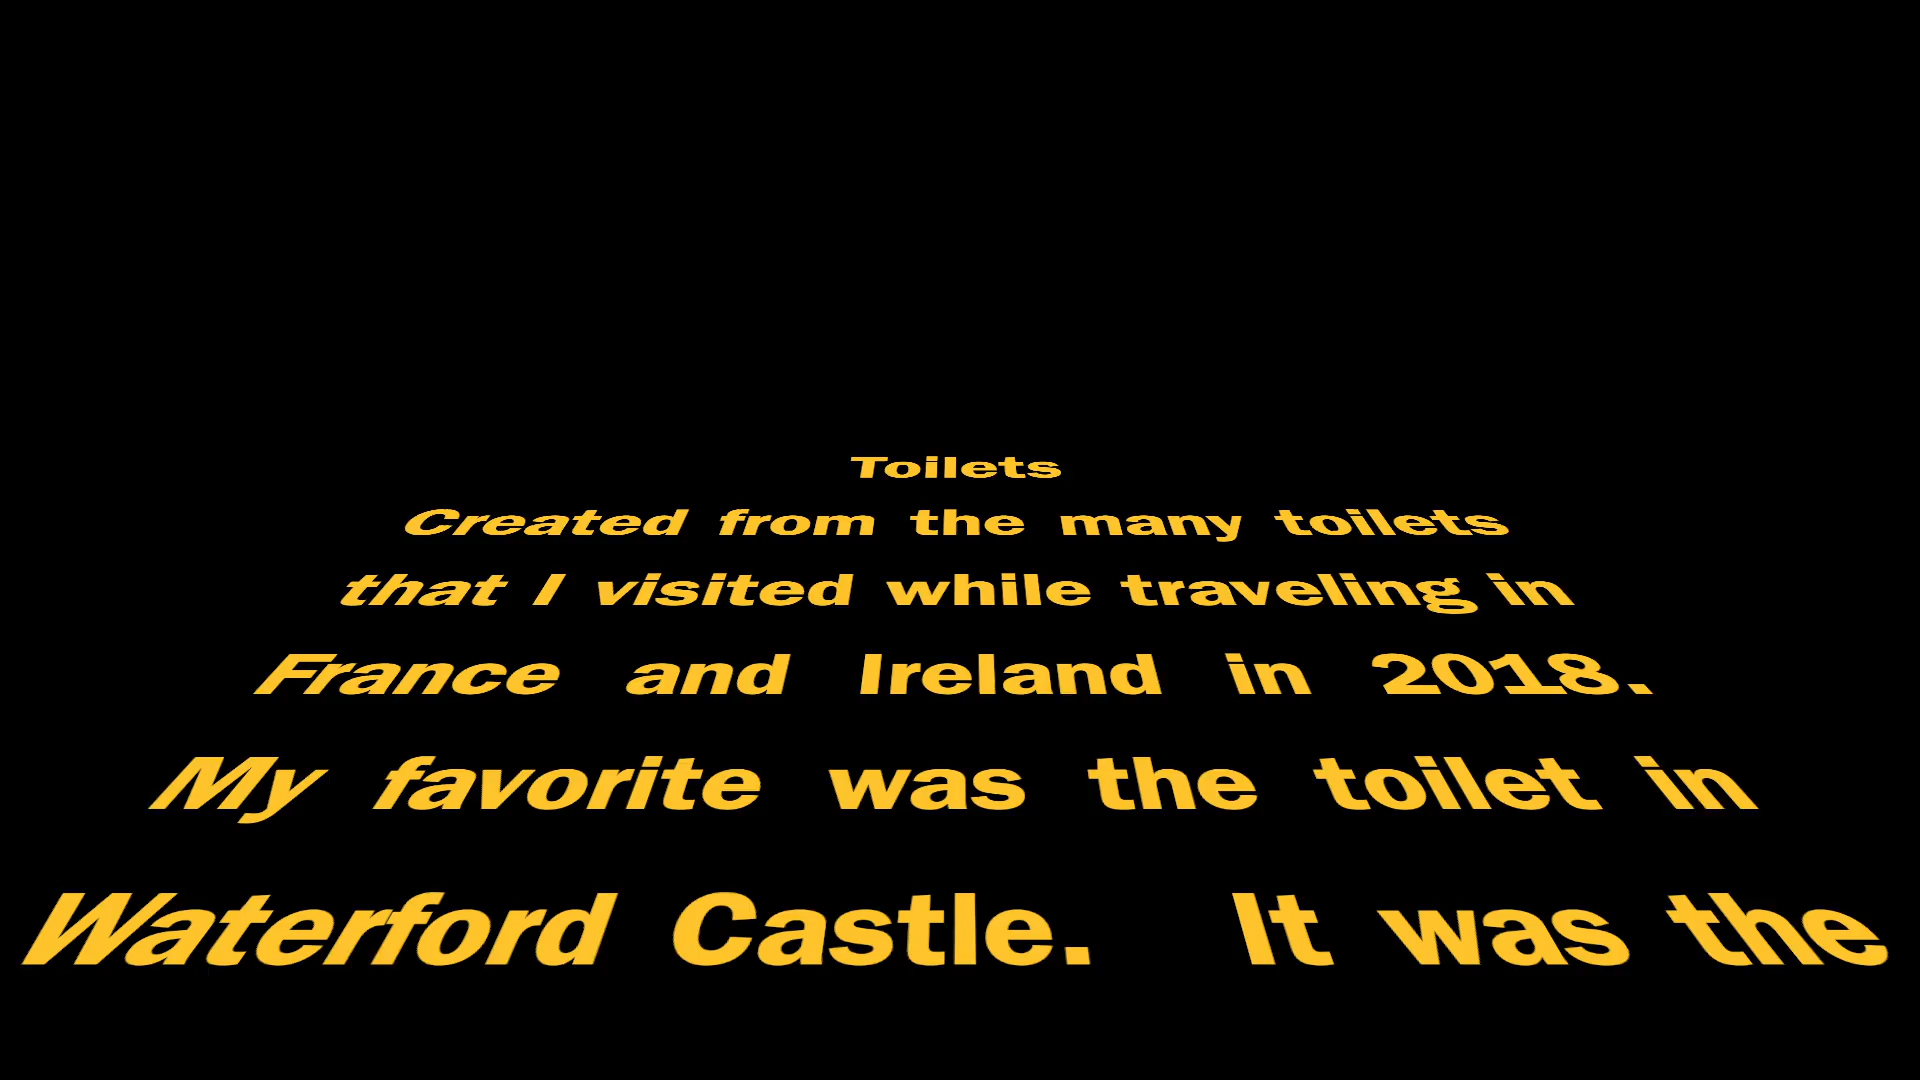 Toilets
Created from the many toilets
that I visited while traveling in
France and Ireland in 2018.
My favorite was the toilet in
Waterford Castle. It was the